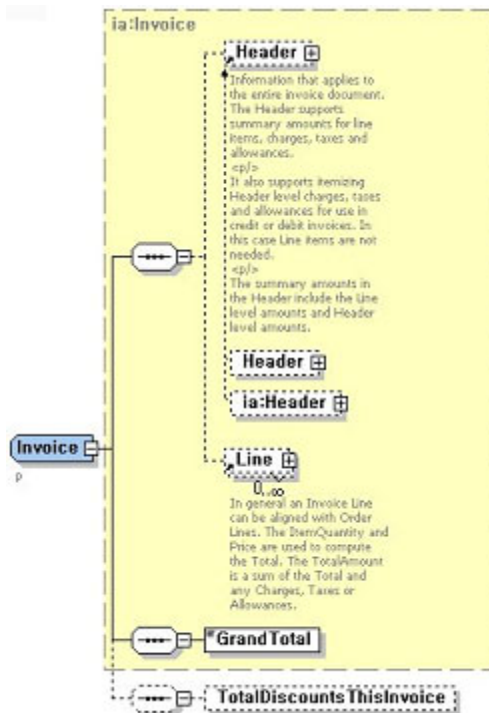 ia:Invoice
Header
Information that applies to
the entire invoice document.
The Header supports
summary amounts for line
items, charges, taxes and
allowances.
<p/>
It also supports itemizing
Header level charges, taxes
and allowances for use in
credit or debit invoices. In
this case Line items are not
needed.
<p/>
The summary amounts in
the Header include the Line
level amounts and Header
level amounts.
Header
ia:Header
Invoice
p
Line
0..∞
In general an Invoice Line
can be aligned with Order
Lines. The ItemQuantity and
Price are used to compute
the Total. The TotalAmount
is a sum of the Total and
any Charges, Taxes or
Allowances.
GrandTotal
TotalDiscountsThisInvoice